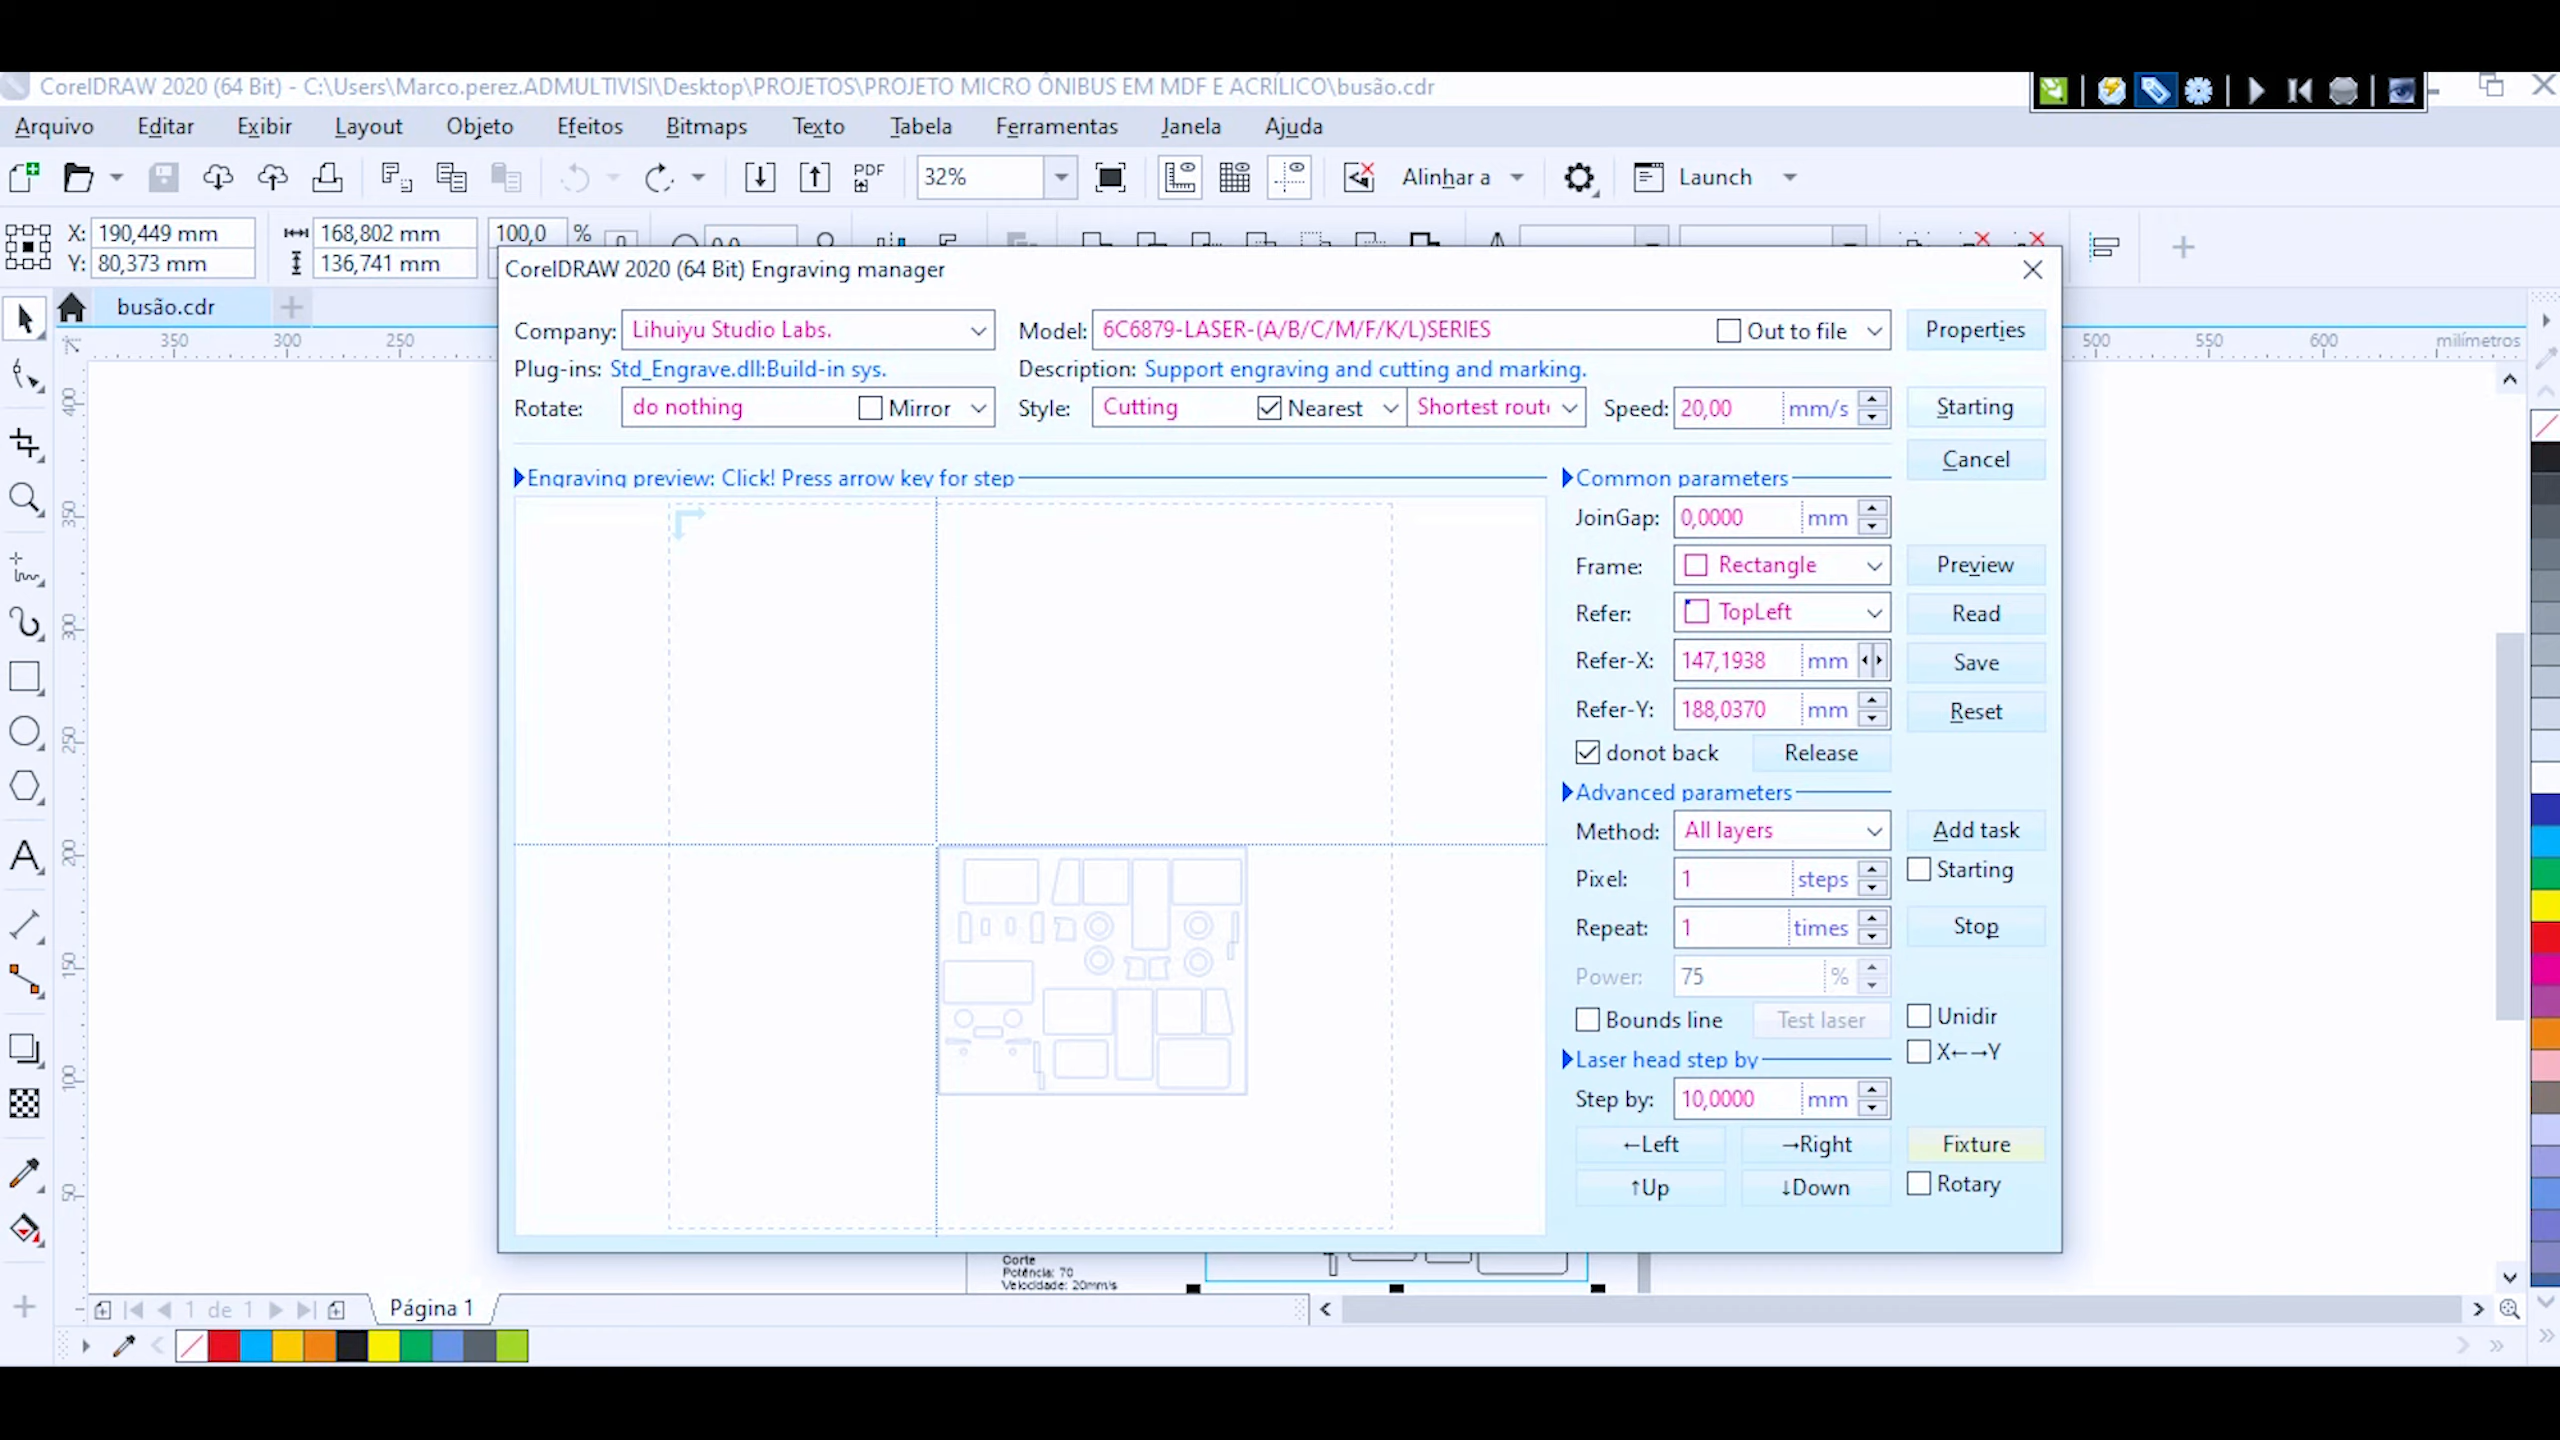 CorelDRAW 2020 (64 Bit) - C:\Users\Marco.perez.ADMULTIVISI\Desktop\PROJETOS\PROJETO MICRO ÔNIBUS EM MDF E ACRÍLICO\busão.cdr
Arquivo Editar Exibir Layout Objeto Efeitos Bitmaps Texto Tabela Ferramentas Janela Ajuda
PDF 32% Alinhar a Launch
X: 190,449 mm 168,802 mm 100,0 %
Y: 80,373 mm 136,741 mm
busão.cdr
350 300 250 500 550 600 milímetros
400
350
300
250
200
150
100
50
CorelDRAW 2020 (64 Bit) Engraving manager
Company: Lihuiyu Studio Labs. Model: 6C6879-LASER-(A/B/C/M/F/K/L)SERIES Out to file Properties
Plug-ins: Std_Engrave.dll:Build-in sys. Description: Support engraving and cutting and marking.
Rotate: do nothing Mirror Style: Cutting Nearest Shortest rout Speed: 20,00 mm/s Starting
Cancel
Engraving preview: Click! Press arrow key for step
Common parameters
JoinGap: 0,0000 mm
Frame: Rectangle Preview
Refer: TopLeft Read
Refer-X: 147,1938 mm Save
Refer-Y: 188,0370 mm Reset
donot back Release
Advanced parameters
Method: All layers Add task
Pixel: 1 steps Starting
Repeat: 1 times Stop
Power: 75 %
Bounds line Test laser Unidir
X←→Y
Laser head step by
Step by: 10,0000 mm
←Left →Right Fixture
↑Up ↓Down Rotary
Corte
Potência: 70
Velocidade: 20mm/s
1 de 1 Página 1